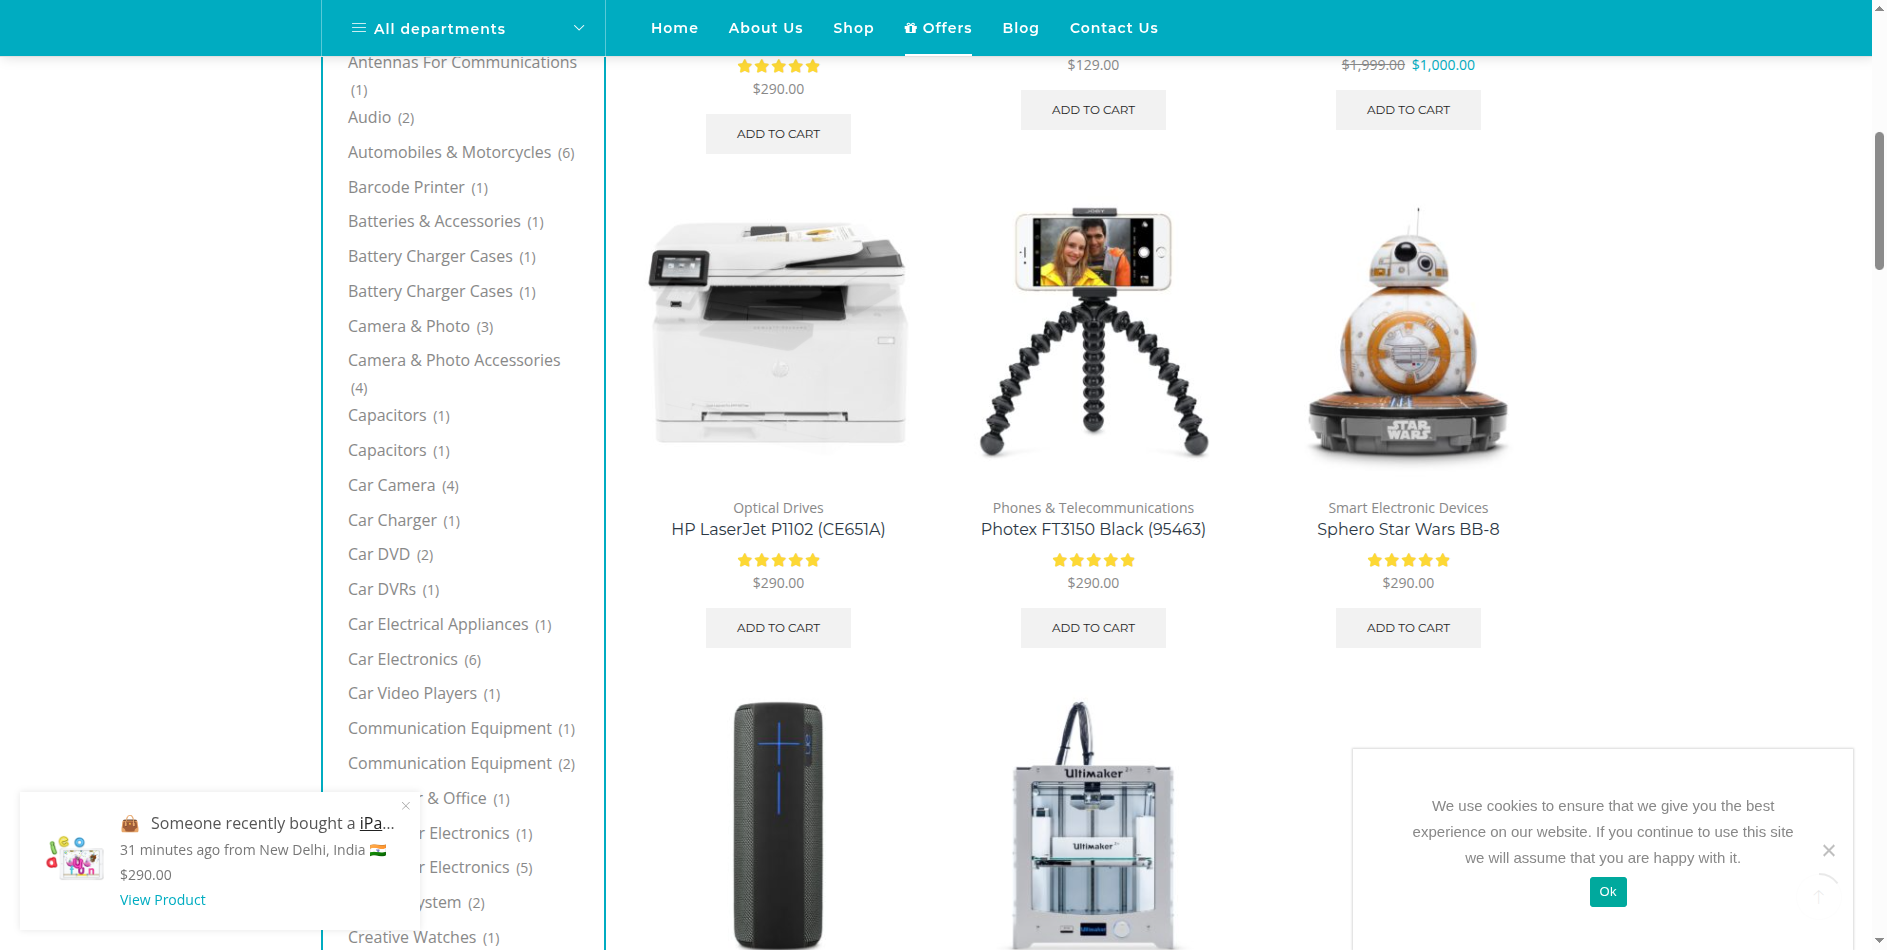 All departments
Home
About Us
Shop
Offers
Blog
Contact Us
Antennas For Communications
(1)
Audio (2)
Automobiles & Motorcycles (6)
Barcode Printer (1)
Batteries & Accessories (1)
Battery Charger Cases (1)
Battery Charger Cases (1)
Camera & Photo (3)
Camera & Photo Accessories
(4)
Capacitors (1)
Capacitors (1)
Car Camera (4)
Car Charger (1)
Car DVD (2)
Car DVRs (1)
Car Electrical Appliances (1)
Car Electronics (6)
Car Video Players (1)
Communication Equipment (1)
Communication Equipment (2)
r & Office (1)
r Electronics (1)
r Electronics (5)
ystem (2)
Creative Watches (1)
$290.00
ADD TO CART
$129.00
ADD TO CART
$1,999.00 $1,000.00
ADD TO CART
Optical Drives
HP LaserJet P1102 (CE651A)
$290.00
ADD TO CART
JOBY
Phones & Telecommunications
Photex FT3150 Black (95463)
$290.00
ADD TO CART
STAR
WARS
Smart Electronic Devices
Sphero Star Wars BB-8
$290.00
ADD TO CART
Ultimaker 2+
Ultimaker 2+
Ultimaker
Someone recently bought a iPa...
31 minutes ago from New Delhi, India
$290.00
View Product
We use cookies to ensure that we give you the best
experience on our website. If you continue to use this site
we will assume that you are happy with it.
Ok